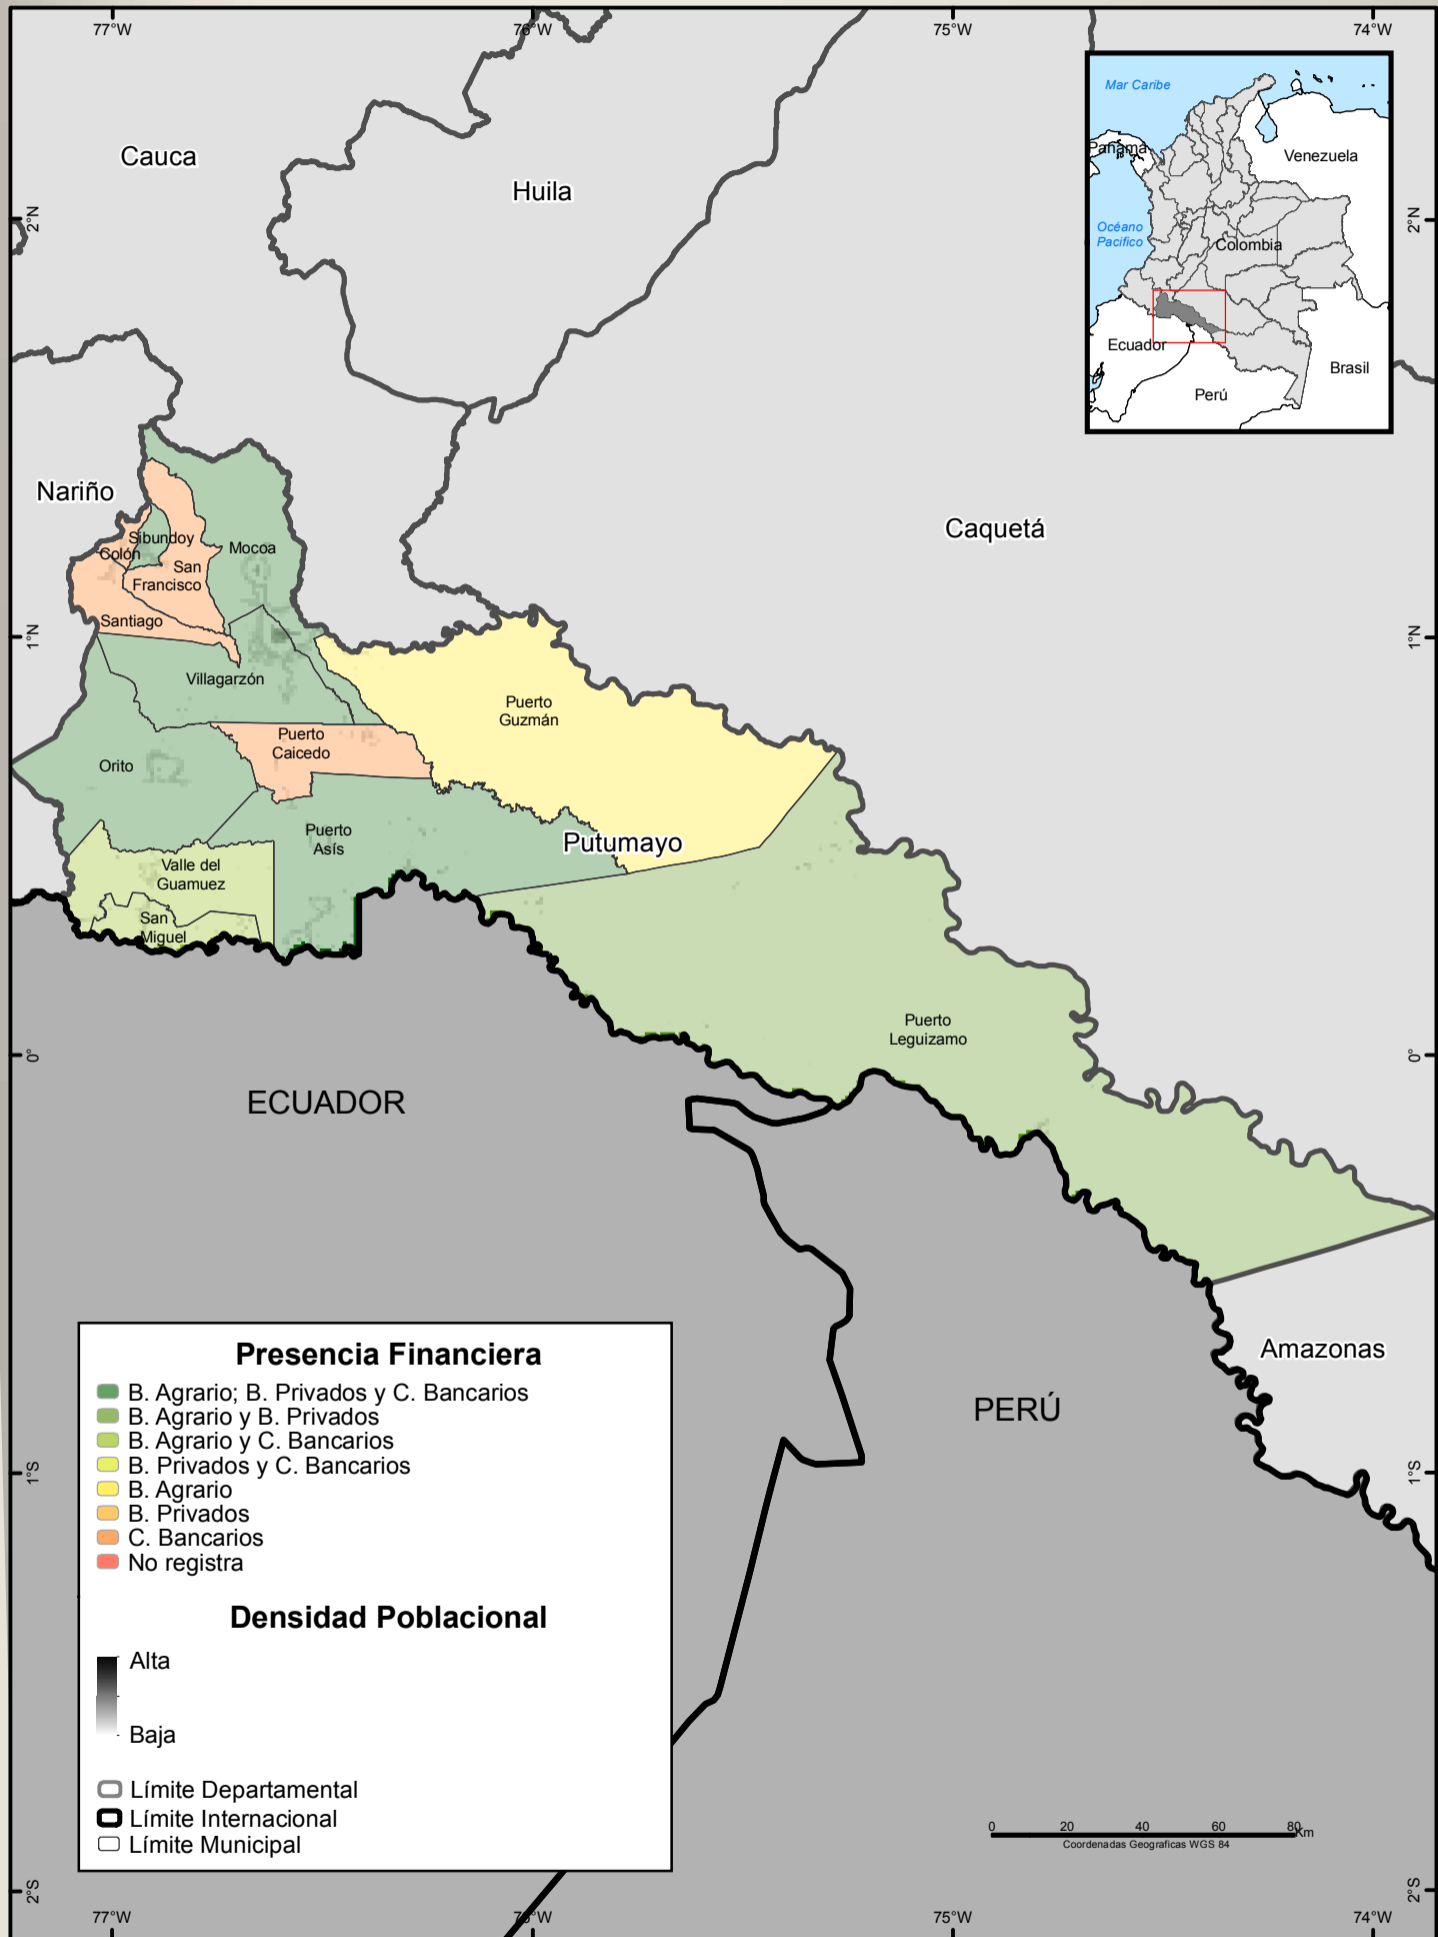 77°W
76°W
75°W
74°W
Mar Caribe
Panamá
Venezuela
Océano
Pacifico
Colombia
Ecuador
Brasil
Perú
Cauca
Huila
2°N
2°N
Nariño
Caquetá
Sibundoy
Colón
Mocoa
San
Francisco
Santiago
1°N
1°N
Villagarzón
Puerto
Guzmán
Puerto
Caicedo
Orito
Puerto
Asís
Putumayo
Valle del
Guamuez
San
Miguel
Puerto
Leguizamo
0°
0°
ECUADOR
Amazonas
PERÚ
1°S
1°S
Presencia Financiera
B. Agrario; B. Privados y C. Bancarios
B. Agrario y B. Privados
B. Agrario y C. Bancarios
B. Privados y C. Bancarios
B. Agrario
B. Privados
C. Bancarios
No registra
Densidad Poblacional
Alta
Baja
Límite Departamental
Límite Internacional
Límite Municipal
0 20 40 60 80 Km
Coordenadas Geograficas WGS 84
2°S
2°S
77°W
76°W
75°W
74°W